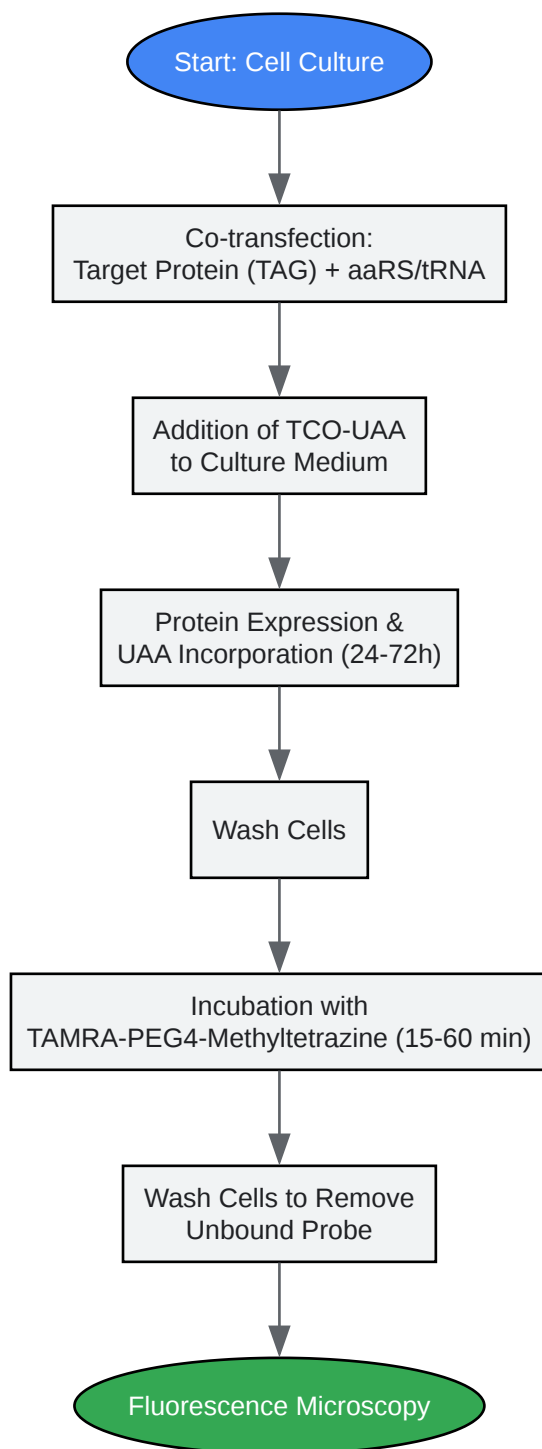 Start: Cell Culture
Co-transfection:
Target Protein (TAG) + aaRS/tRNA
Addition of TCO-UAA
to Culture Medium
Protein Expression &
UAA Incorporation (24-72h)
Wash Cells
Incubation with
TAMRA-PEG4-Methyltetrazine (15-60 min)
Wash Cells to Remove
Unbound Probe
Fluorescence Microscopy